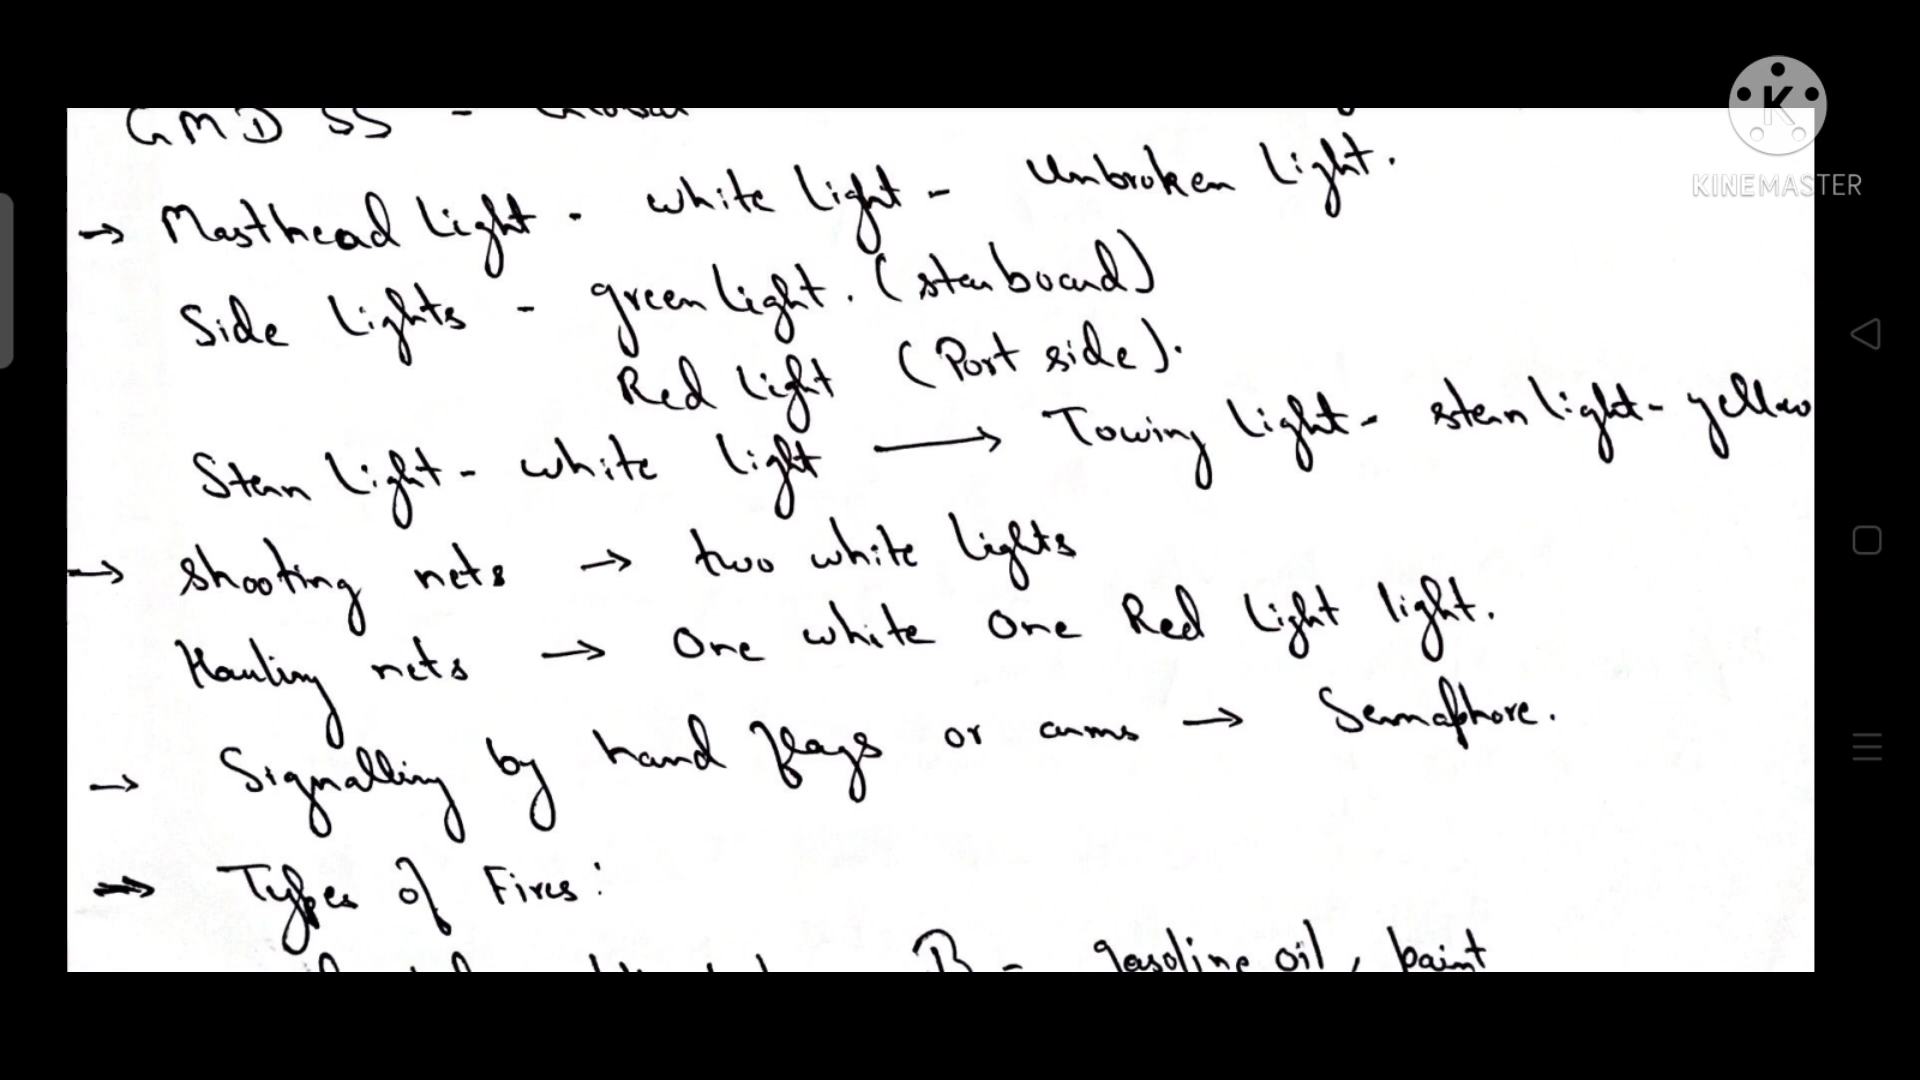 GMDSS - Global
→ Masthead light - white light - Unbroken light.
Side lights - green light. (starboard)
Red light (Port side).
Stern light - white light → Towing light - stern light - yellow
→ shooting nets → two white lights
Hauling nets → One white One Red light light.
→ Signalling by hand flags or arms → Semaphore.
→ Types of Fires:
B - gasoline oil, paint
K
KINEMASTER